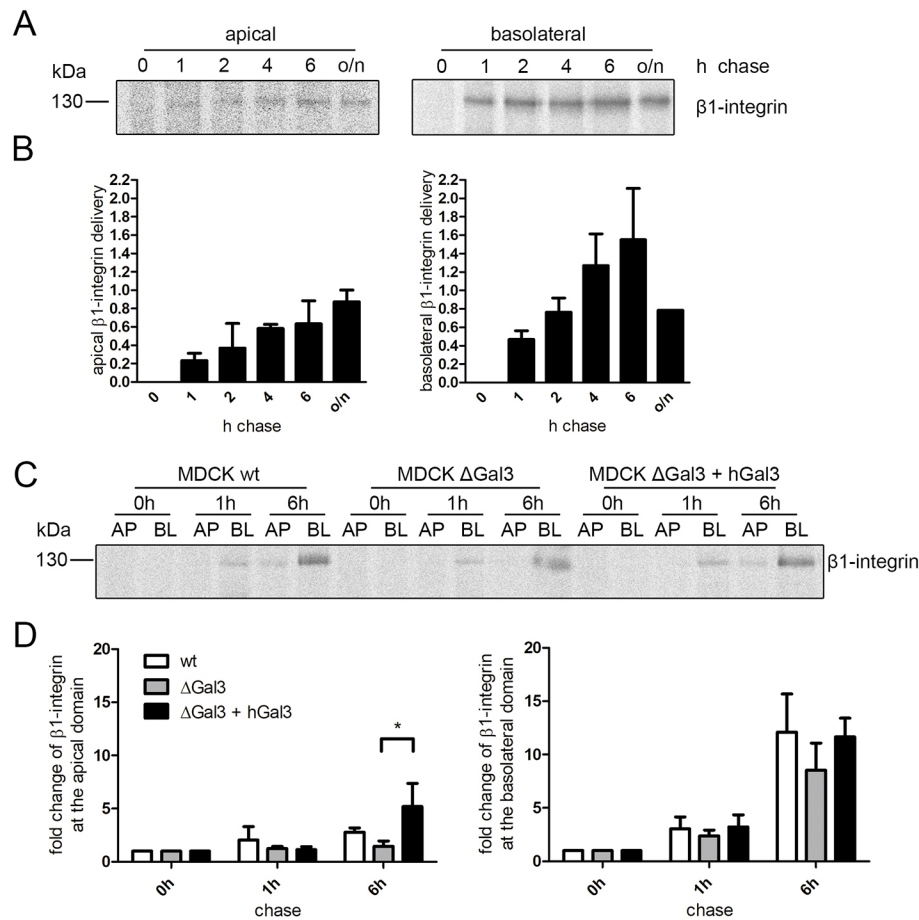 A
apical
basolateral
kDa
0 1 2 4 6 o/n
0 1 2 4 6 o/n
h chase
130
β1-integrin
B
apical β1-integrin delivery
2.2
2.0
1.8
1.6
1.4
1.2
1.0
0.8
0.6
0.4
0.2
0.0
0 1 2 4 6 o/n
h chase
basolateral β1-integrin delivery
2.2
2.0
1.8
1.6
1.4
1.2
1.0
0.8
0.6
0.4
0.2
0.0
0 1 2 4 6 o/n
h chase
C
MDCK wt
MDCK ΔGal3
MDCK ΔGal3 + hGal3
0h 1h 6h 0h 1h 6h 0h 1h 6h
kDa
AP BL AP BL AP BL AP BL AP BL AP BL AP BL AP BL AP BL
130
β1-integrin
D
fold change of β1-integrin
at the apical domain
20
15
10
5
0
wt
ΔGal3
ΔGal3 + hGal3
*
0h 1h 6h
chase
fold change of β1-integrin
at the basolateral domain
20
15
10
5
0
0h 1h 6h
chase